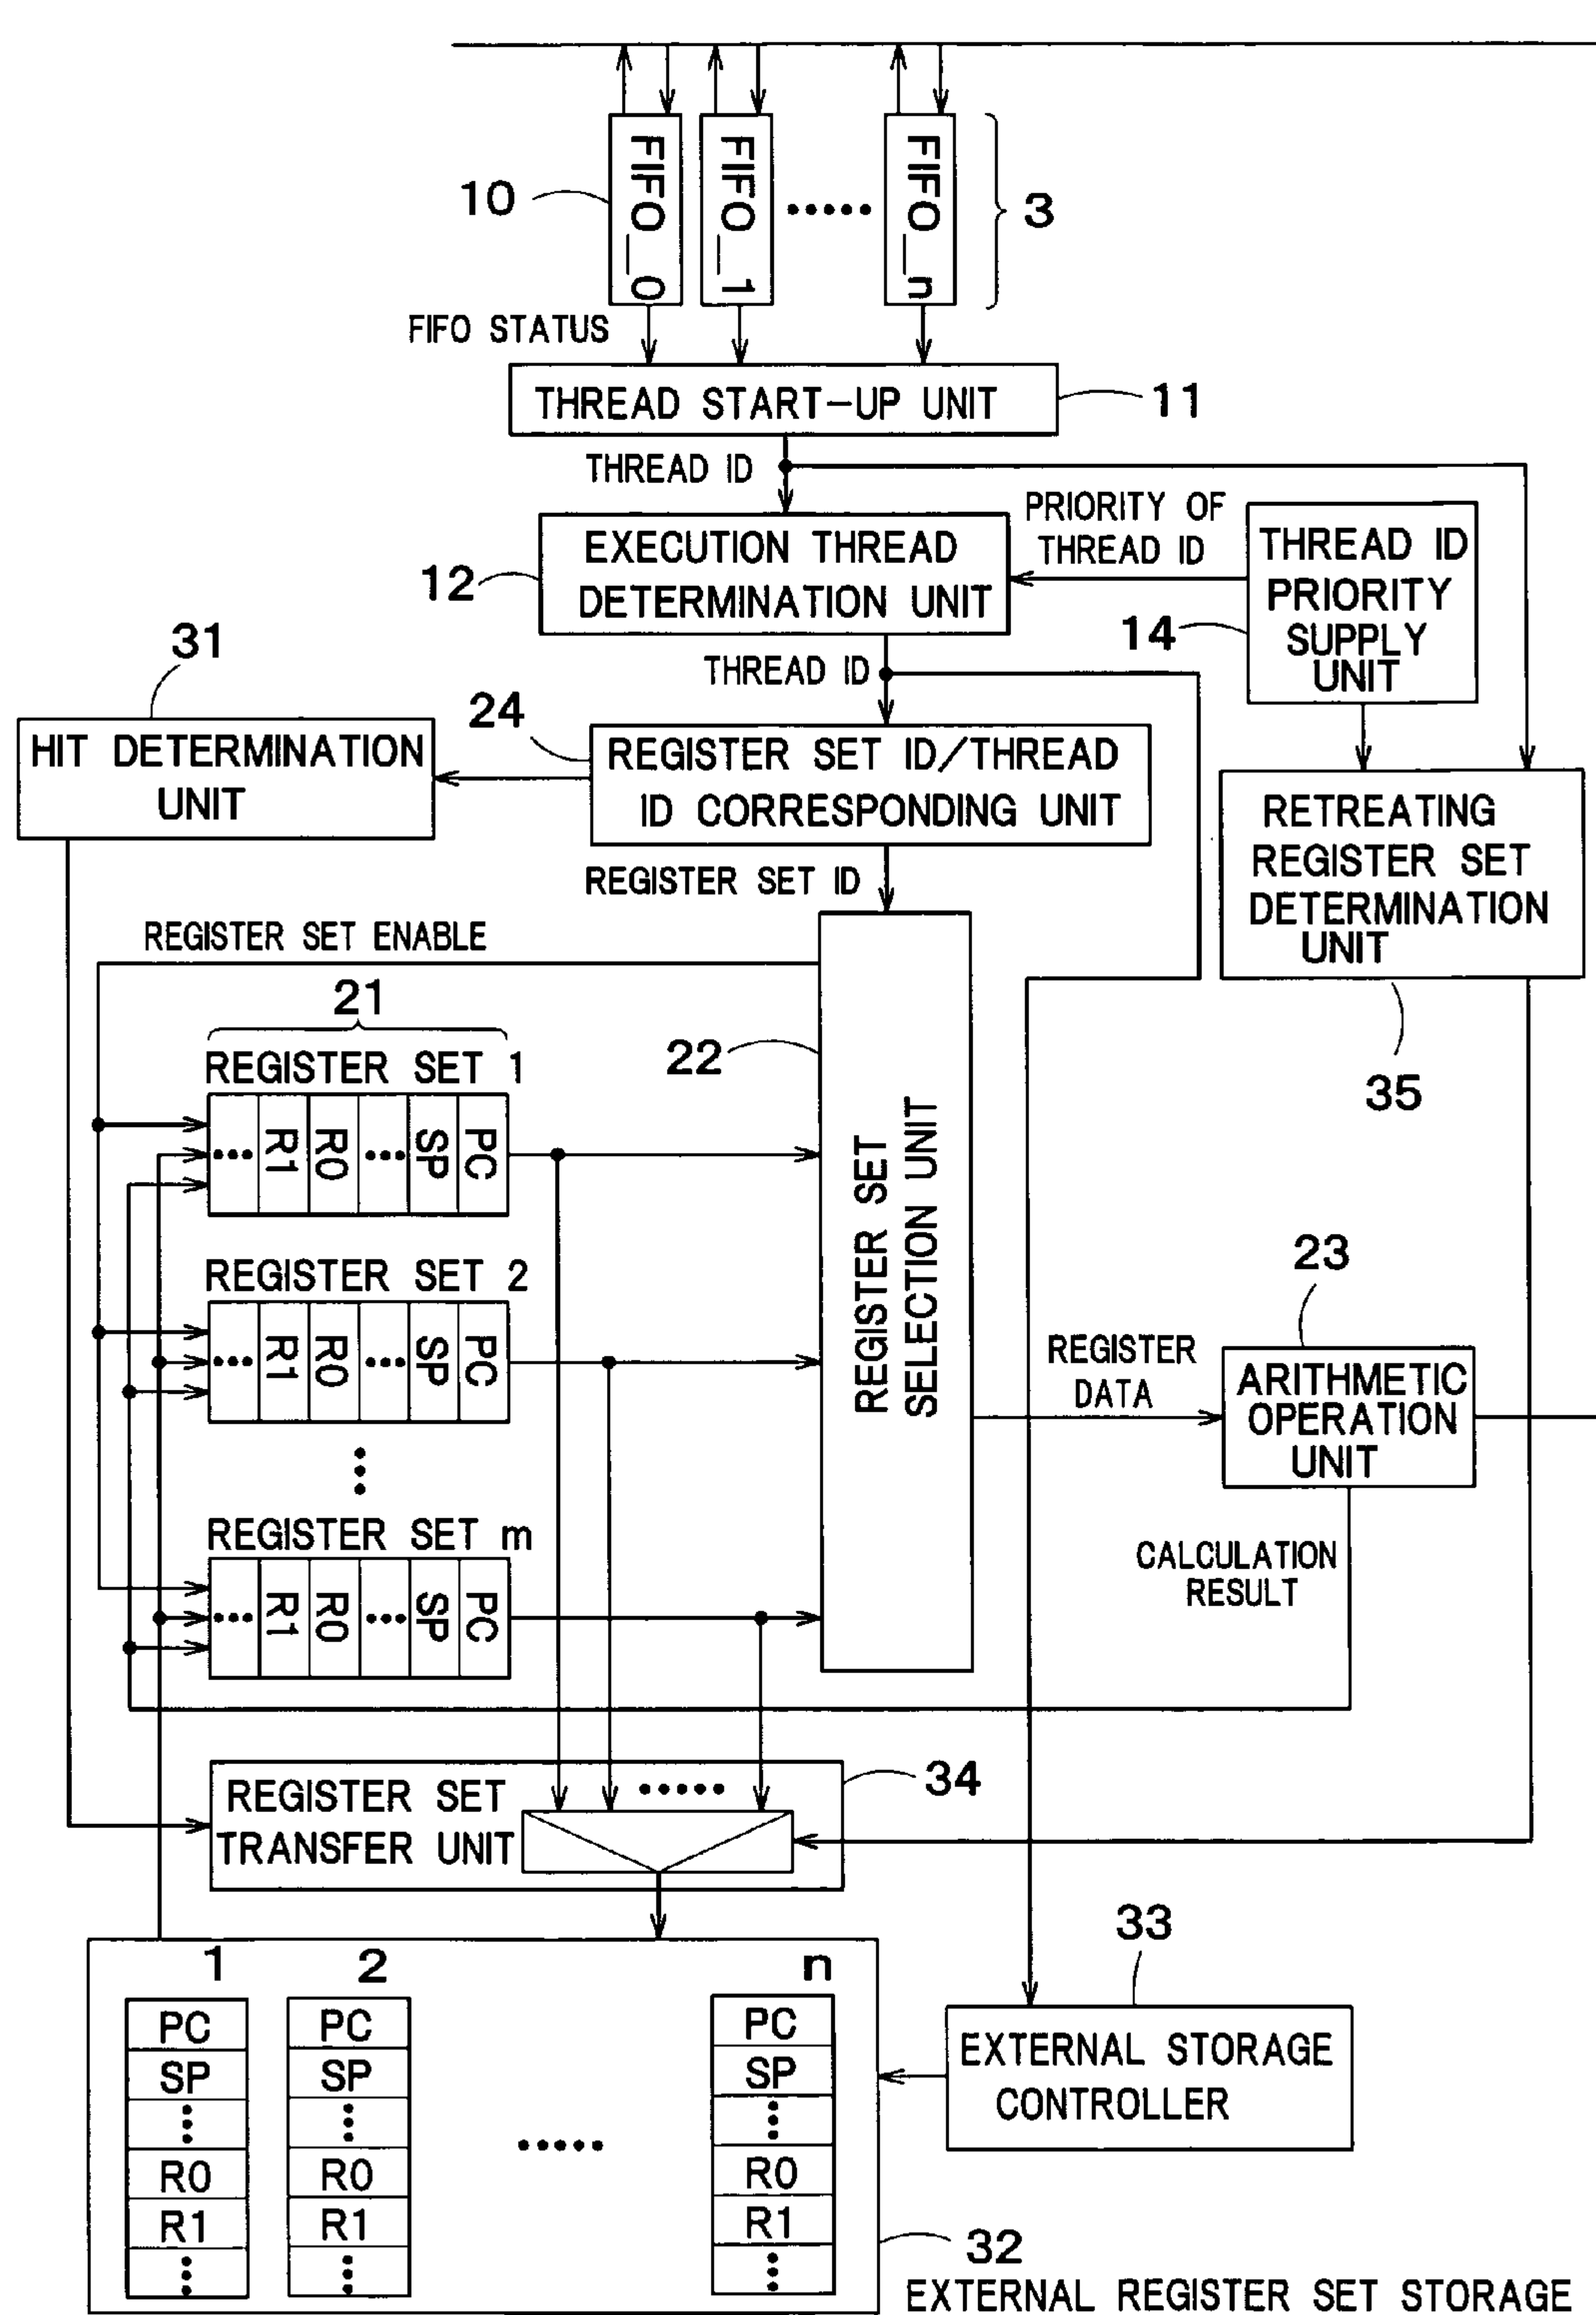 FIFO_0
FIFO_1
.....
FIFO_n
10
3
FIFO STATUS
THREAD START-UP UNIT
11
THREAD ID
PRIORITY OF
THREAD ID
EXECUTION THREAD
DETERMINATION UNIT
12
THREAD ID
PRIORITY
SUPPLY
UNIT
14
THREAD ID
31
24
HIT DETERMINATION
UNIT
REGISTER SET ID/THREAD
ID CORRESPONDING UNIT
RETREATING
REGISTER SET
DETERMINATION
UNIT
35
REGISTER SET ID
REGISTER SET ENABLE
21
22
REGISTER SET 1
... R1 R0 ... SP PC
REGISTER SET
SELECTION UNIT
REGISTER SET 2
... R1 R0 ... SP PC
23
REGISTER
DATA
ARITHMETIC
OPERATION
UNIT
...
REGISTER SET m
... R1 R0 ... SP PC
CALCULATION
RESULT
REGISTER SET
TRANSFER UNIT
.....
34
33
1 2 n
PC PC PC
SP SP SP
... ... ...
.....
R0 R0 R0
R1 R1 R1
... ... ...
EXTERNAL STORAGE
CONTROLLER
32
EXTERNAL REGISTER SET STORAGE